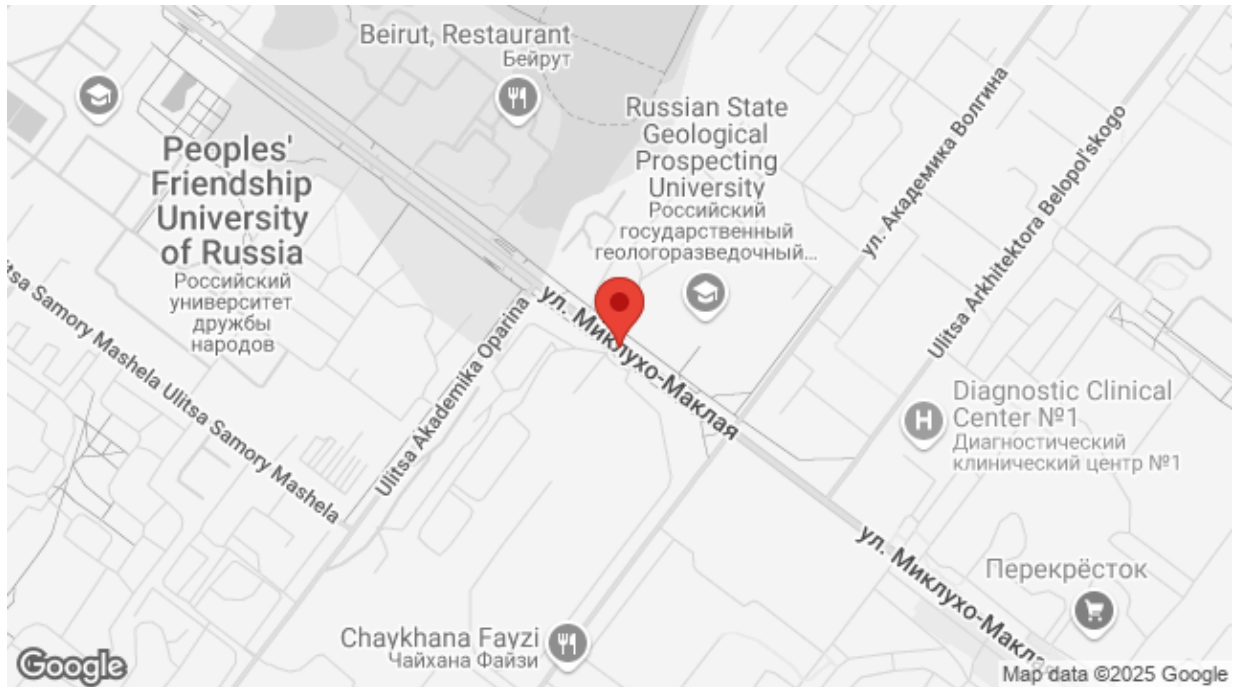 Beirut, Restaurant
Бейрут
Russian State
Geological
Prospecting
University
Российский
государственный
геологоразведочный...
Peoples'
Friendship
University
of Russia
Российский
университет
дружбы
народов
ул. Академика Волгина
Ulitsa Arkhitektora Belopol'skogo
ул. Миклухо-Маклая
Ulitsa Akademika Oparina
itsa Samory Mashela Ulitsa Samory Mashela
Diagnostic Clinical
Center №1
Диагностический
клинический центр №1
H
ул. Миклухо-Маклая
Перекрёсток
Chaykhana Fayzi
Чайхана Файзи
Google
Map data ©2025 Google